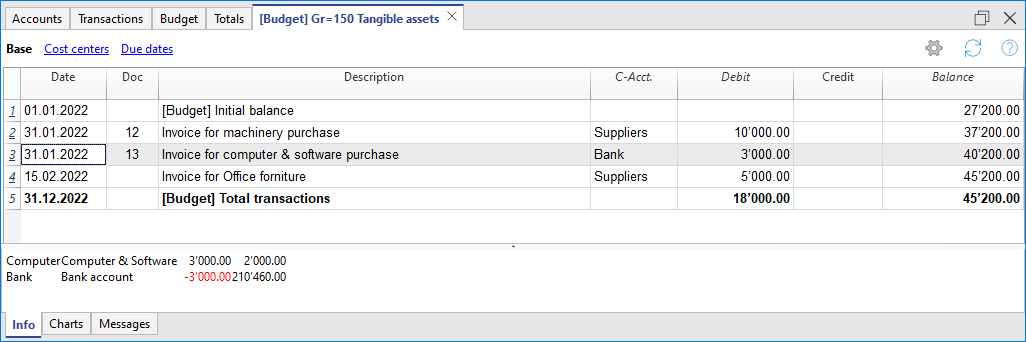 Accounts Transactions Budget Totals [Budget] Gr=150 Tangible assets
Base Cost centers Due dates
Date Doc Description C-Acct. Debit Credit Balance
1 01.01.2022 [Budget] Initial balance 27'200.00
2 31.01.2022 12 Invoice for machinery purchase Suppliers 10'000.00 37'200.00
3 31.01.2022 13 Invoice for computer & software purchase Bank 3'000.00 40'200.00
4 15.02.2022 Invoice for Office forniture Suppliers 5'000.00 45'200.00
5 31.12.2022 [Budget] Total transactions 18'000.00 45'200.00
Computer Computer & Software 3'000.00 2'000.00
Bank Bank account -3'000.00 210'460.00
Info Charts Messages